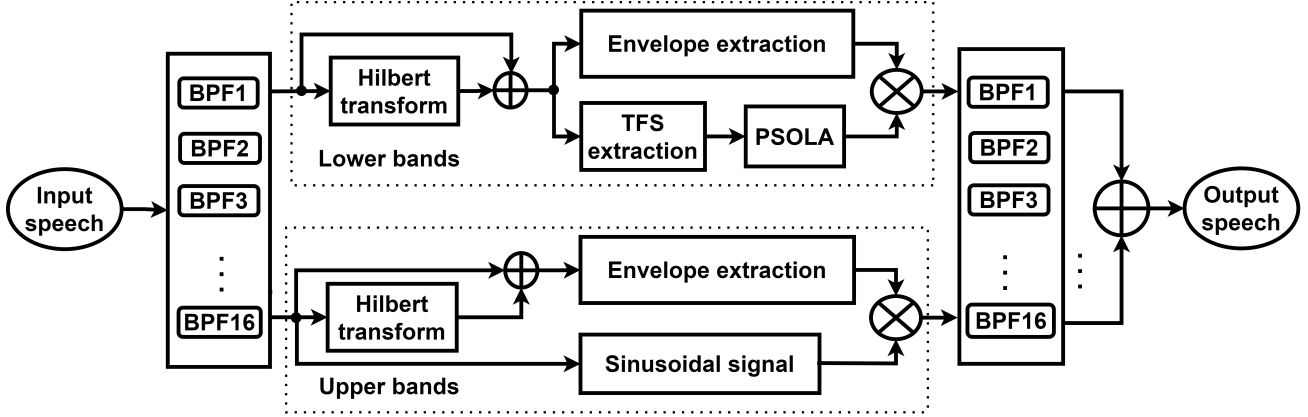 Input
speech
BPF1
BPF2
BPF3
BPF16
Hilbert
transform
Envelope extraction
TFS
extraction
PSOLA
Lower bands
Hilbert
transform
Envelope extraction
Sinusoidal signal
Upper bands
BPF1
BPF2
BPF3
BPF16
Output
speech